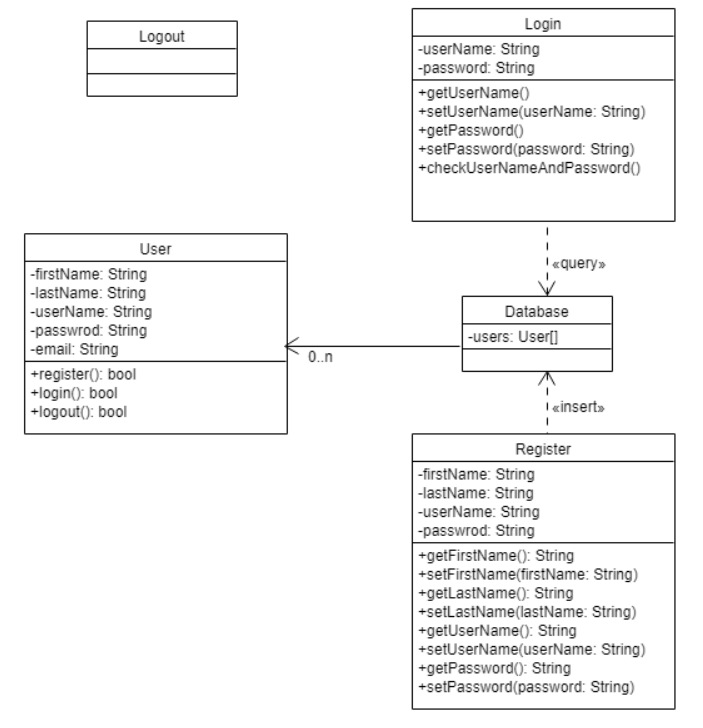 Logout
Login
-userName: String
-password: String
+getUserName()
+setUserName(userName: String)
+getPassword()
+setPassword(password: String)
+checkUserNameAndPassword()
«query»
User
-firstName: String
-lastName: String
-userName: String
-passwrod: String
-email: String
+register(): bool
+login(): bool
+logout(): bool
0..n
Database
-users: User[]
«insert»
Register
-firstName: String
-lastName: String
-userName: String
-passwrod: String
+getFirstName(): String
+setFirstName(firstName: String)
+getLastName(): String
+setLastName(lastName: String)
+getUserName(): String
+setUserName(userName: String)
+getPassword(): String
+setPassword(password: String)